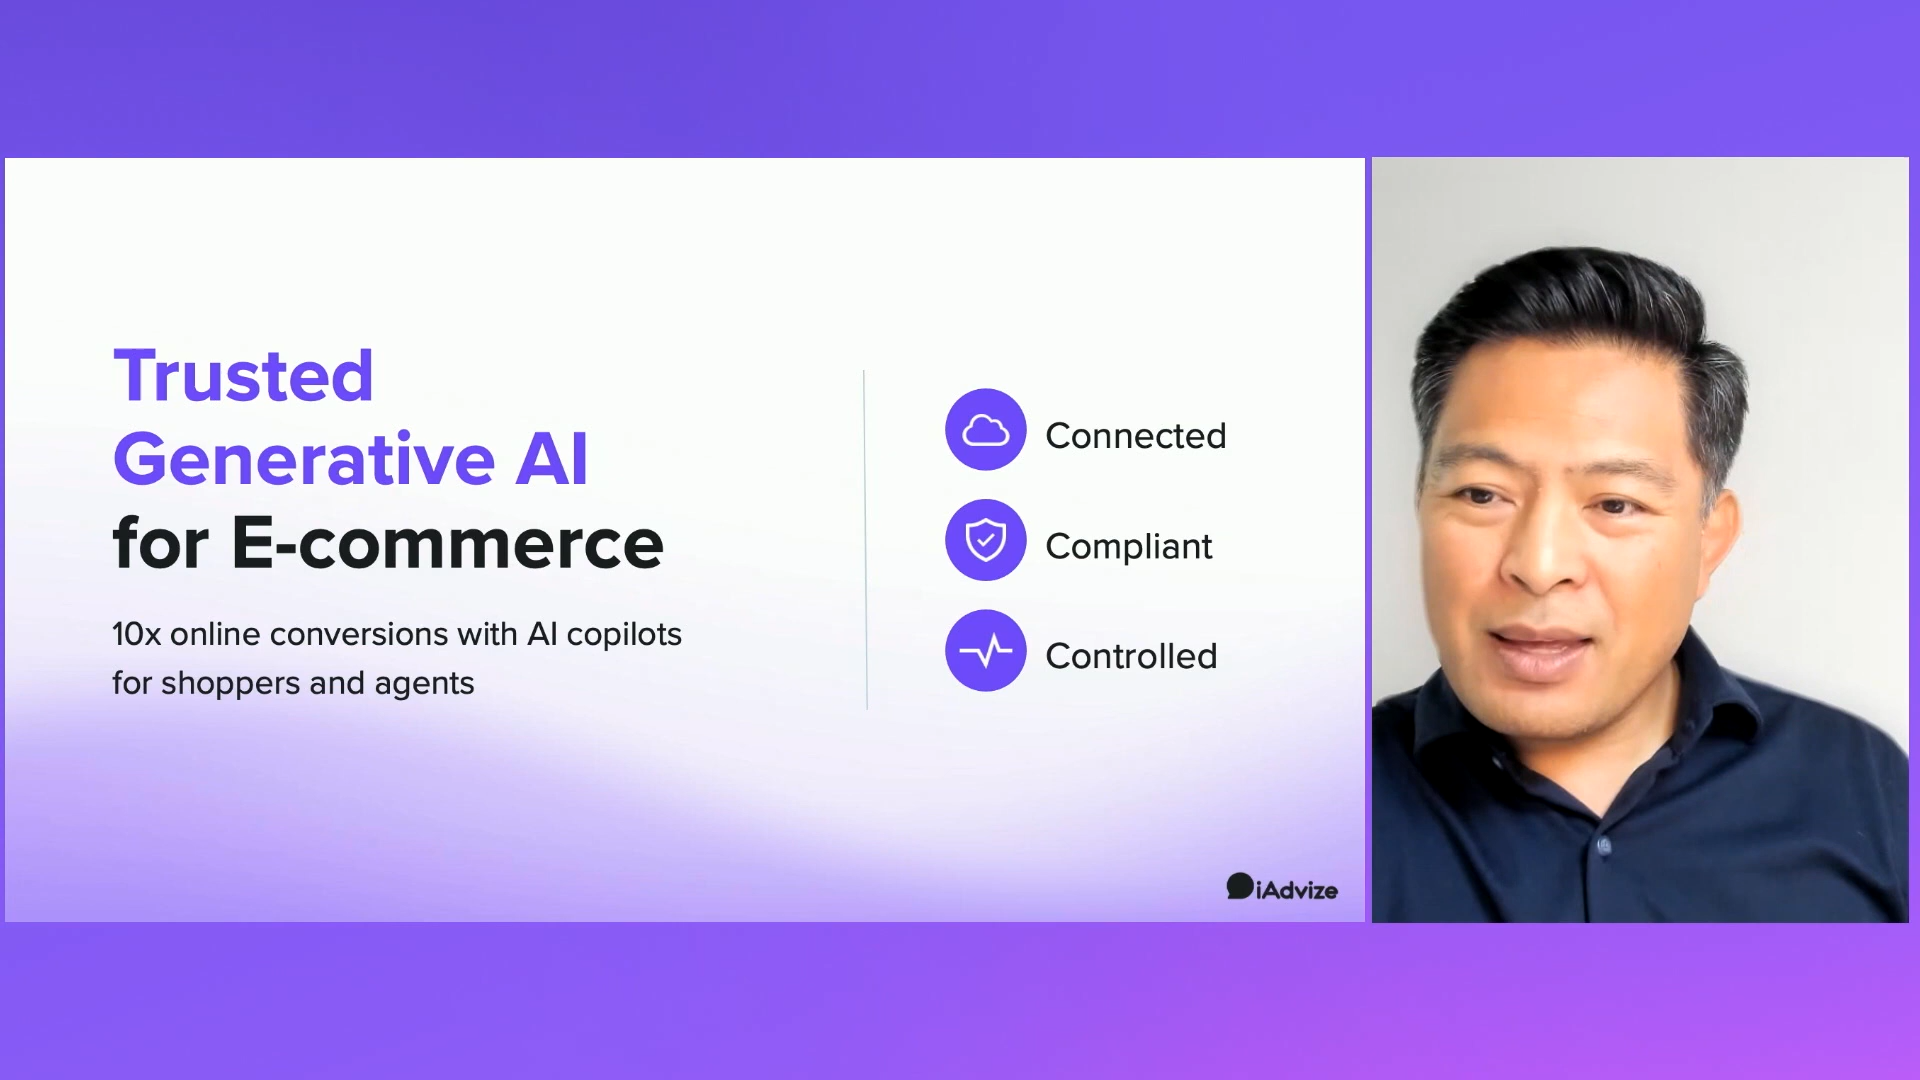 Trusted
Generative AI
for E-commerce
10x online conversions with AI copilots
for shoppers and agents
Connected
Compliant
Controlled
iAdvize